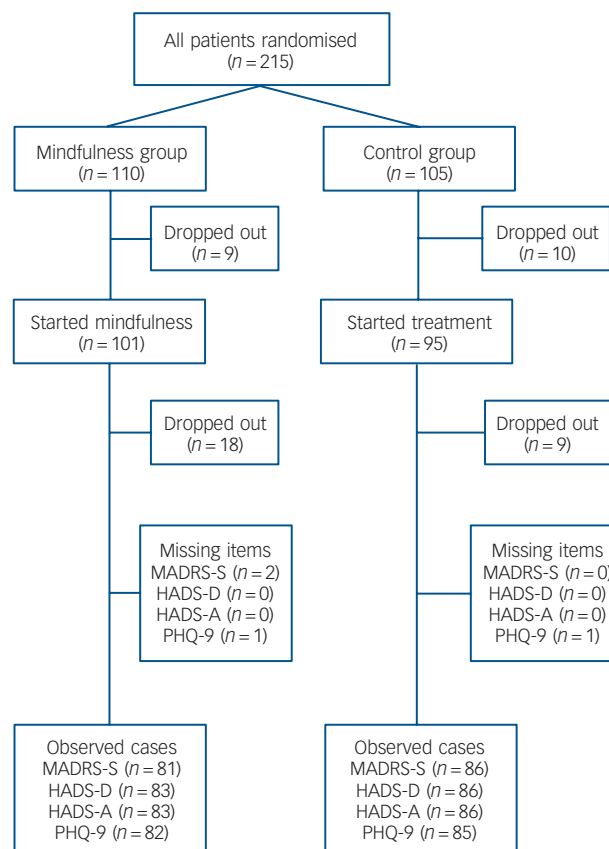 All patients randomised
(n = 215)
Mindfulness group
(n = 110)
Control group
(n = 105)
Dropped out
(n = 9)
Dropped out
(n = 10)
Started mindfulness
(n = 101)
Started treatment
(n = 95)
Dropped out
(n = 18)
Dropped out
(n = 9)
Missing items
MADRS-S (n = 2)
HADS-D (n = 0)
HADS-A (n = 0)
PHQ-9 (n = 1)
Missing items
MADRS-S (n = 0)
HADS-D (n = 0)
HADS-A (n = 0)
PHQ-9 (n = 1)
Observed cases
MADRS-S (n = 81)
HADS-D (n = 83)
HADS-A (n = 83)
PHQ-9 (n = 82)
Observed cases
MADRS-S (n = 86)
HADS-D (n = 86)
HADS-A (n = 86)
PHQ-9 (n = 85)